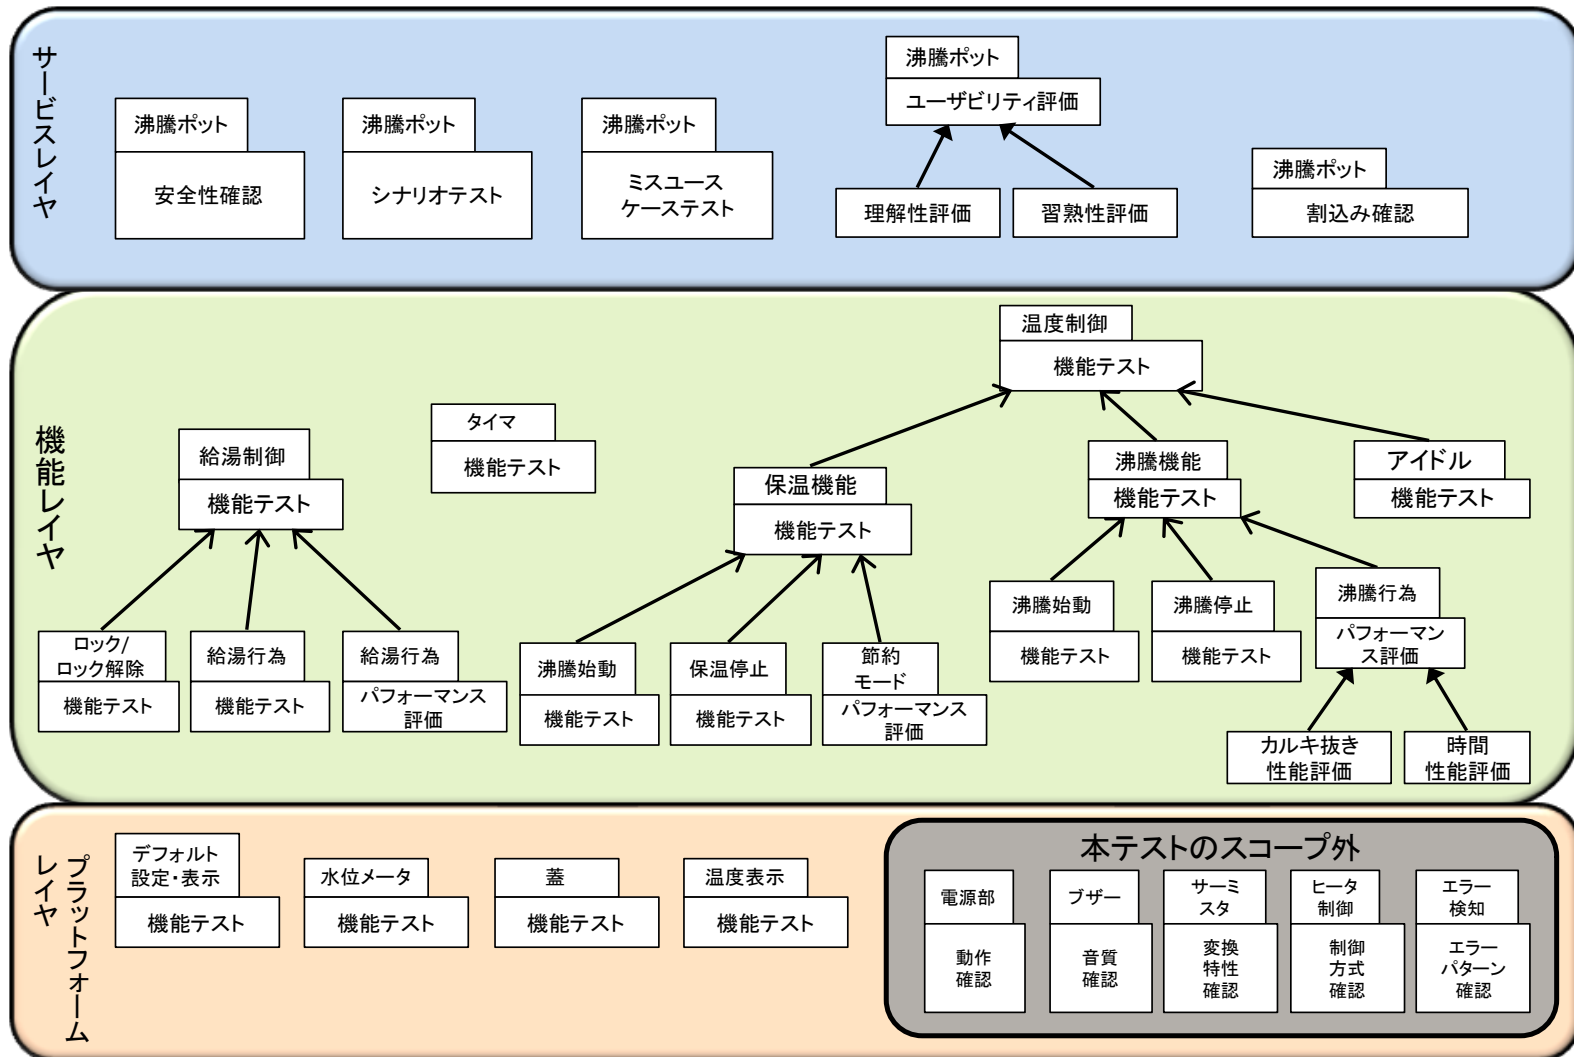 サービスレイヤ
沸騰ポット
安全性確認
沸騰ポット
シナリオテスト
沸騰ポット
ミスユース
ケーステスト
沸騰ポット
ユーザビリティ評価
理解性評価
習熟性評価
沸騰ポット
割込み確認
機能レイヤ
温度制御
機能テスト
給湯制御
機能テスト
タイマ
機能テスト
保温機能
機能テスト
沸騰機能
機能テスト
アイドル
機能テスト
ロック/
ロック解除
機能テスト
給湯行為
機能テスト
給湯行為
パフォーマンス
評価
沸騰始動
機能テスト
保温停止
機能テスト
節約
モード
パフォーマンス
評価
沸騰始動
機能テスト
沸騰停止
機能テスト
沸騰行為
パフォーマン
ス評価
カルキ抜き
性能評価
時間
性能評価
プラットフォーム
レイヤ
デフォルト
設定・表示
機能テスト
水位メータ
機能テスト
蓋
機能テスト
温度表示
機能テスト
本テストのスコープ外
電源部
動作
確認
ブザー
音質
確認
サーミ
スタ
変換
特性
確認
ヒータ
制御
制御
方式
確認
エラー
検知
エラー
パターン
確認